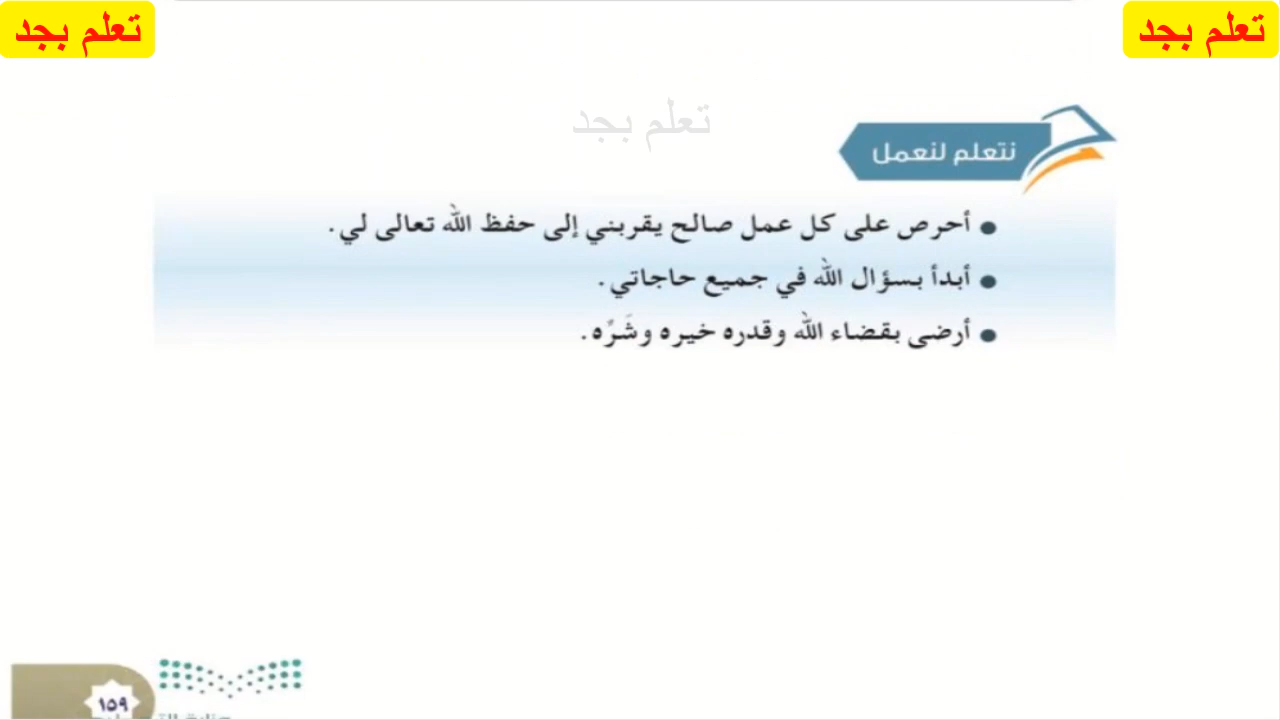 تعلم بجد
تعلم بجد
تعلم بجد
نتعلم لنعمل
• أحرص على كل عمل صالح يقربني إلى حفظ الله تعالى لي.
• أبدأ بسؤال الله في جميع حاجاتي.
• أرضى بقضاء الله وقدره خيره وشَرِّه.
١٥٩